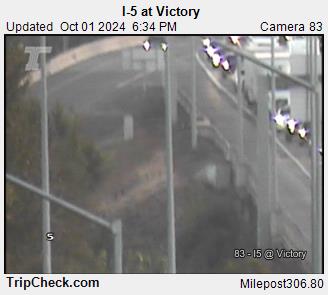 I-5 at Victory
Updated Oct 01 2024 6:34 PM Camera 83
T
S
83 - I5 @ Victory
TripCheck.com Milepost306.80